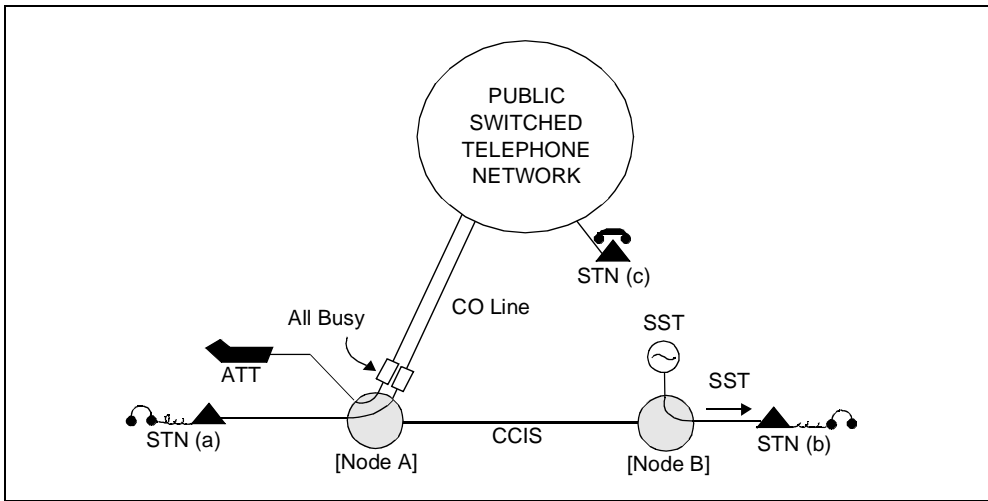 PUBLIC
SWITCHED
TELEPHONE
NETWORK
STN (c)
CO Line
All Busy
SST
ATT
SST
STN (a)
CCIS
STN (b)
[Node A]
[Node B]